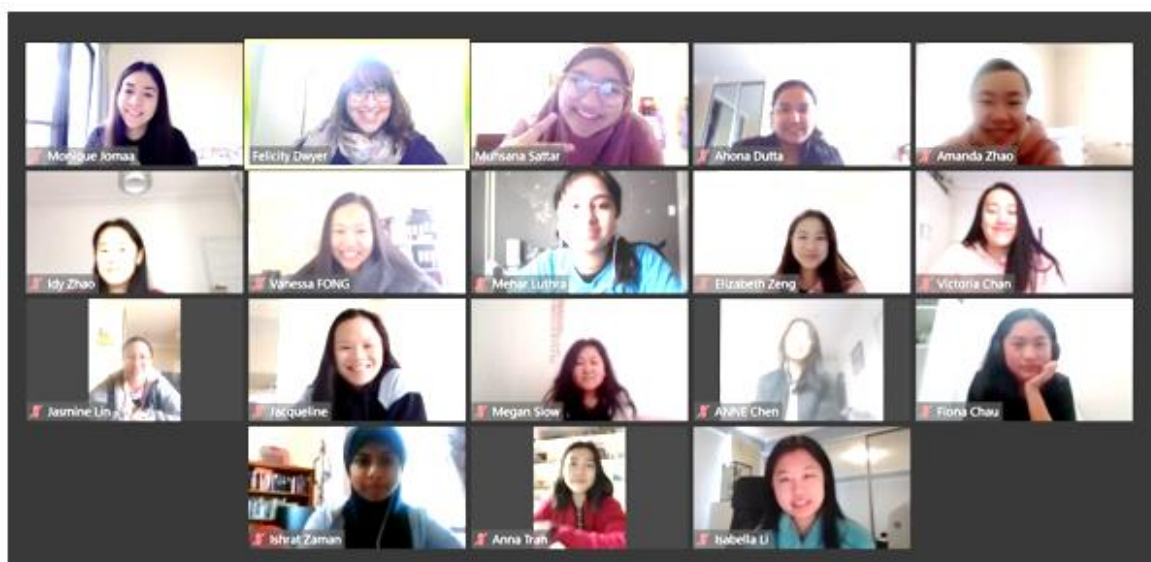 Monique Jomaa
Felicity Dwyer
Muhsana Sattar
Ahona Dutta
Amanda Zhao
Idy Zhao
Vanessa FONG
Mehar Luthra
Elizabeth Zeng
Victoria Chan
Jasmine Lin
Jacqueline
Megan Siow
ANNE Chen
Fiona Chau
Ishrat Zaman
Anna Tran
Isabella Li